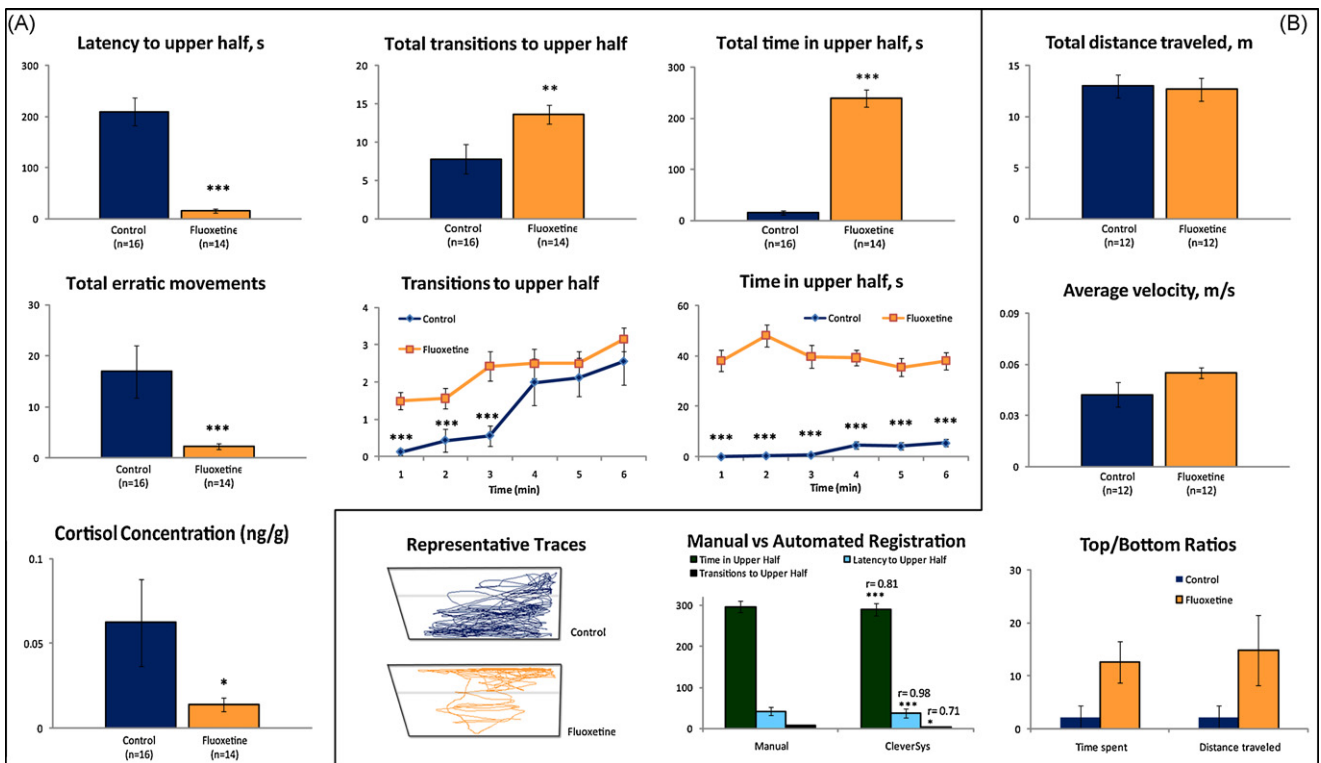 (A)
Latency to upper half, s
300
200
100
0
***
Control
(n=16)
Fluoxetine
(n=14)
Total transitions to upper half
20
15
10
5
0
**
Control
(n=16)
Fluoxetine
(n=14)
Total time in upper half, s
300
200
100
0
***
Control
(n=16)
Fluoxetine
(n=14)
(B)
Total distance traveled, m
15
10
5
0
Control
(n=12)
Fluoxetine
(n=12)
Total erratic movements
30
20
10
0
***
Control
(n=16)
Fluoxetine
(n=14)
Transitions to upper half
4
3
2
1
0
Control
Fluoxetine
*** *** ***
1 2 3 4 5 6
Time (min)
Time in upper half, s
60
40
20
0
Control Fluoxetine
*** *** *** *** *** ***
1 2 3 4 5 6
Time (min)
Average velocity, m/s
0.09
0.06
0.03
0
Control
(n=12)
Fluoxetine
(n=12)
Cortisol Concentration (ng/g)
0.1
0.05
0
*
Control
(n=16)
Fluoxetine
(n=14)
Representative Traces
Control
Fluoxetine
Manual vs Automated Registration
Time in Upper Half Latency to Upper Half
Transitions to Upper Half
300
200
100
0
r= 0.81
***
r= 0.98
***
r= 0.71
*
Manual CleverSys
Top/Bottom Ratios
Control
Fluoxetine
30
20
10
0
Time spent Distance traveled